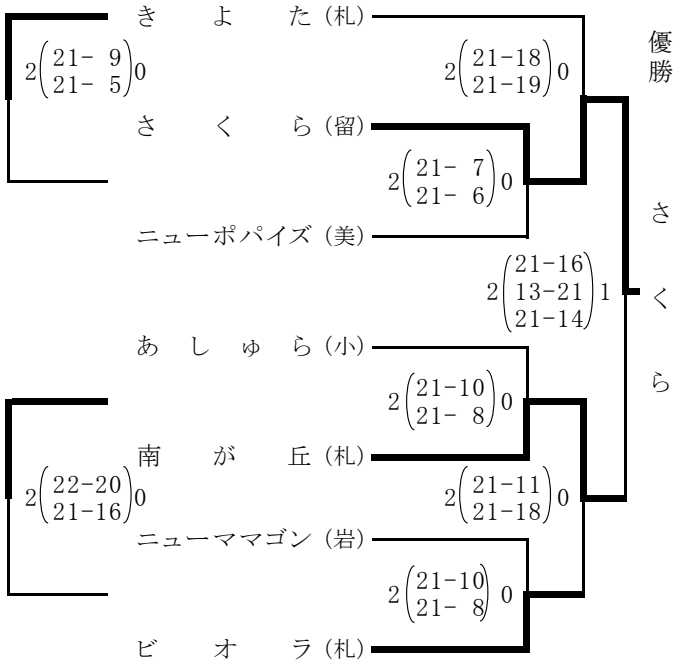 きよた(札)
2(21- 9 21- 5)0
2(21-18 21-19)0
優勝
さくら(留)
2(21- 7 21- 6)0
ニューポパイズ(美)
さくら
2(21-16 13-21 21-14)1
あしゅら(小)
2(21-10 21- 8)0
南が丘(札)
2(22-20 21-16)0
2(21-11 21-18)0
ニューママゴン(岩)
2(21-10 21- 8)0
ビオラ(札)